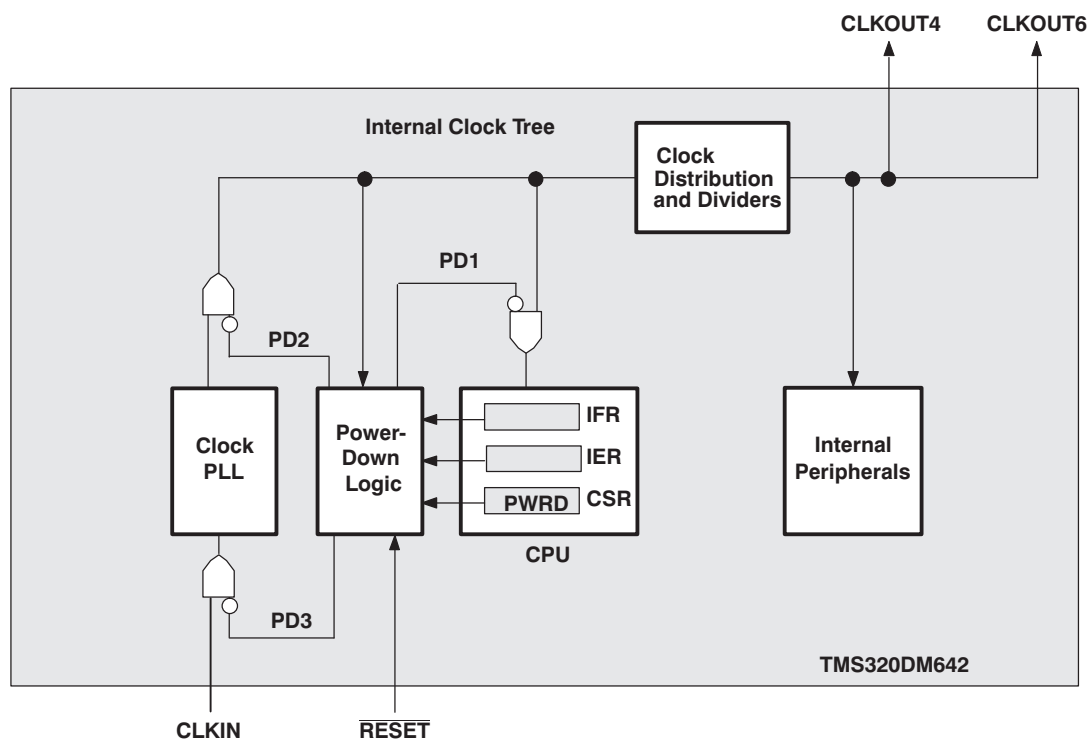 CLKOUT4
CLKOUT6
Internal Clock Tree
Clock
Distribution
and Dividers
PD1
PD2
Clock
PLL
Power-
Down
Logic
IFR
IER
PWRD
CSR
CPU
Internal
Peripherals
PD3
TMS320DM642
CLKIN
RESET